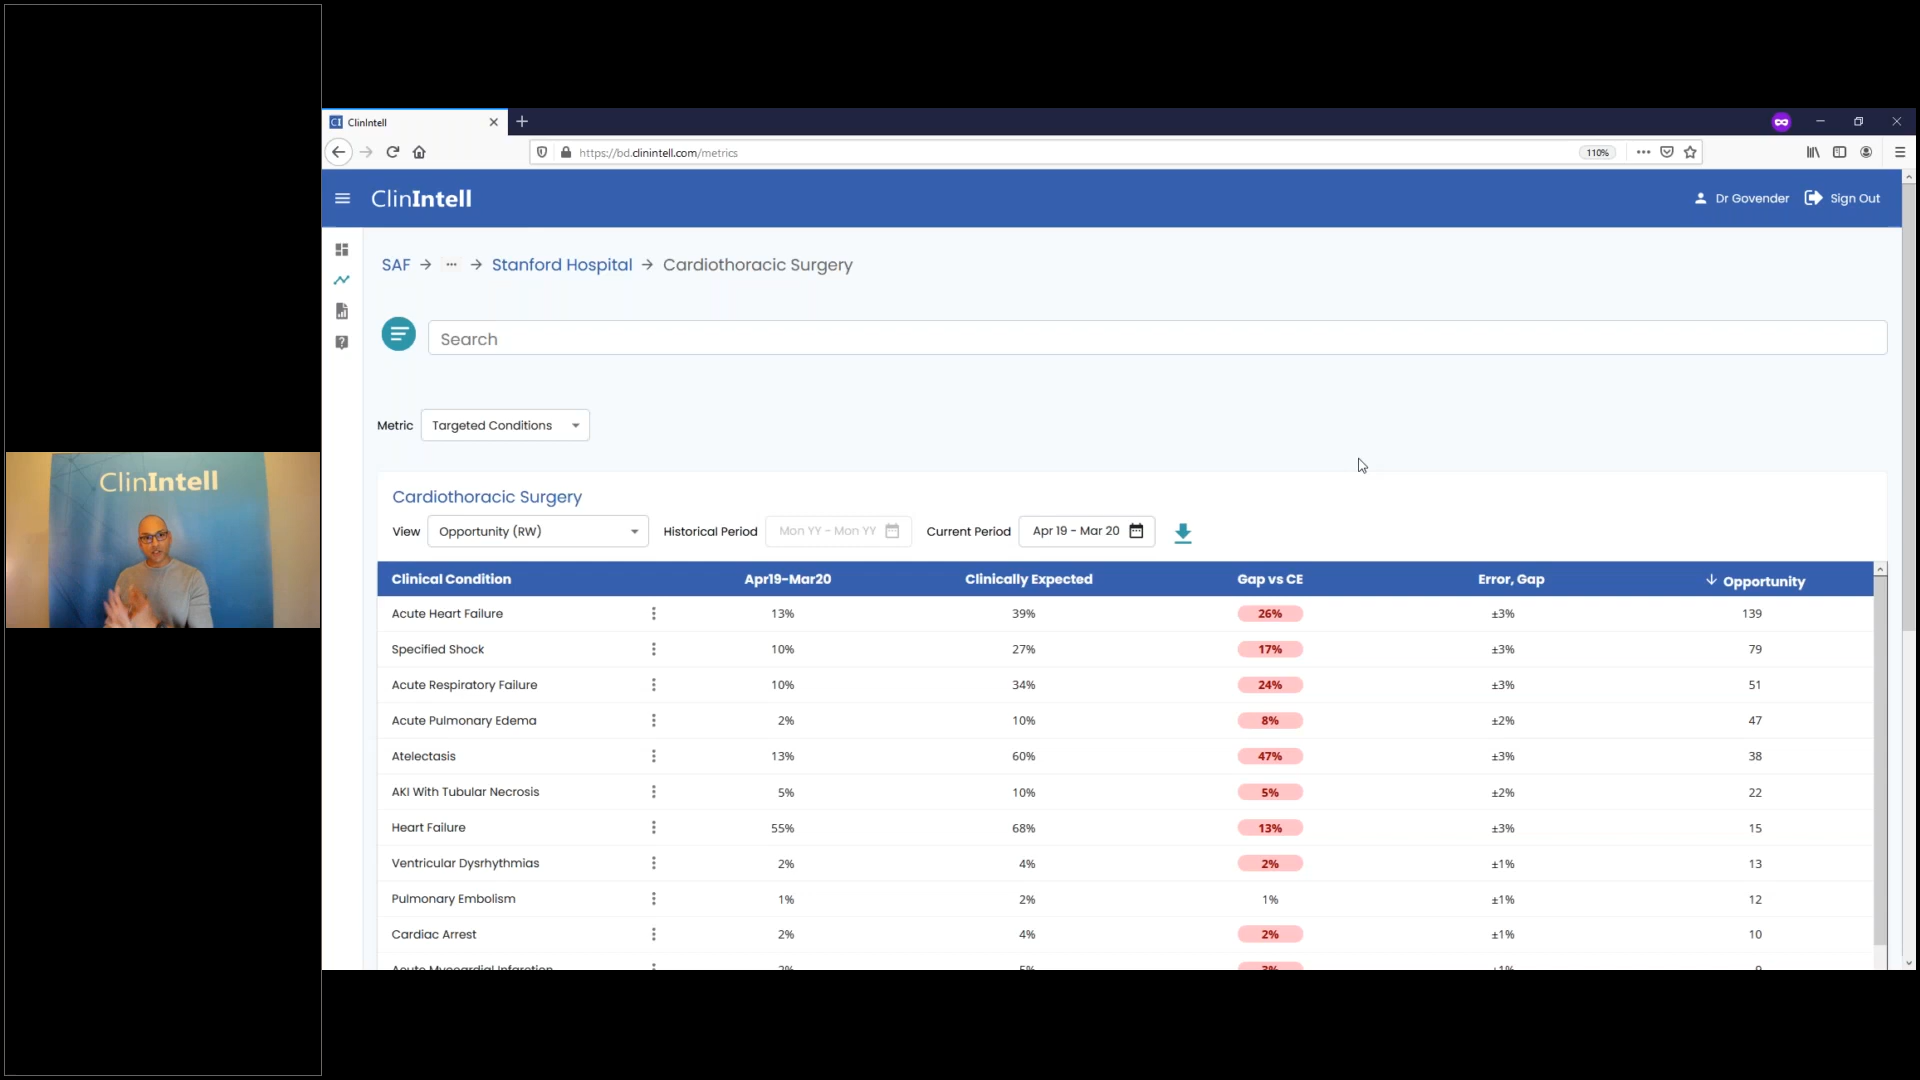 ClinIntell
ClinIntell
https://bd.clinintell.com/metrics
110%
ClinIntell
Dr Govender
Sign Out
SAF → ... → Stanford Hospital → Cardiothoracic Surgery
Search
Metric Targeted Conditions
Cardiothoracic Surgery
View Opportunity (RW) Historical Period Mon YY - Mon YY Current Period Apr 19 - Mar 20
Clinical Condition Apr19-Mar20 Clinically Expected Gap vs CE Error, Gap ↓ Opportunity
Acute Heart Failure 13% 39% 26% ±3% 139
Specified Shock 10% 27% 17% ±3% 79
Acute Respiratory Failure 10% 34% 24% ±3% 51
Acute Pulmonary Edema 2% 10% 8% ±2% 47
Atelectasis 13% 60% 47% ±3% 38
AKI With Tubular Necrosis 5% 10% 5% ±2% 22
Heart Failure 55% 68% 13% ±3% 15
Ventricular Dysrhythmias 2% 4% 2% ±1% 13
Pulmonary Embolism 1% 2% 1% ±1% 12
Cardiac Arrest 2% 4% 2% ±1% 10
Acute Myocardial Infarction